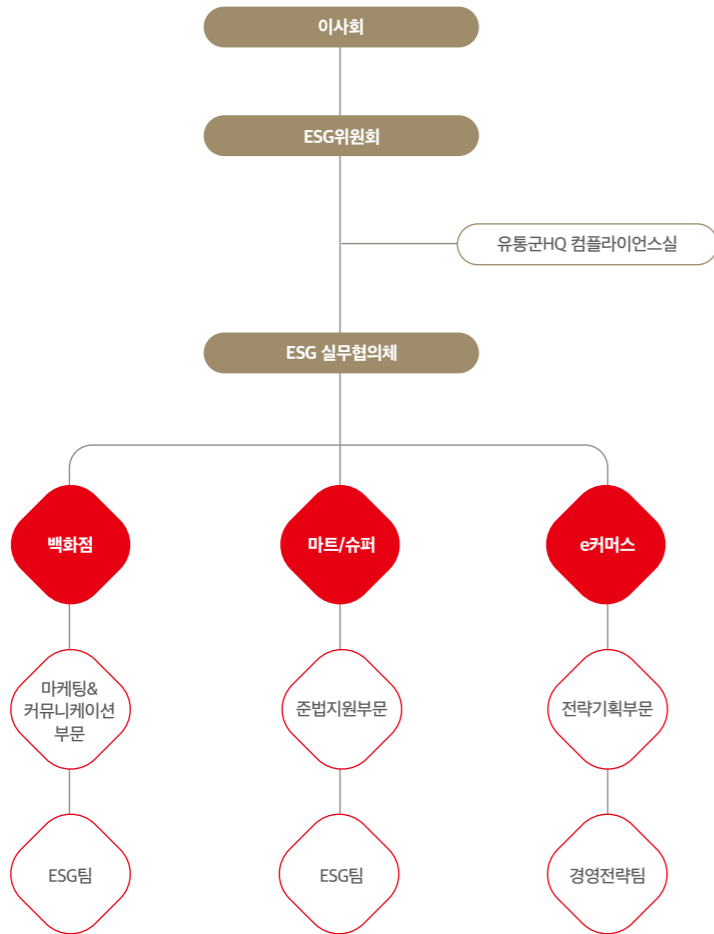 이사회
ESG위원회
유통군HQ 컴플라이언스실
ESG 실무협의체
백화점
마트/슈퍼
e커머스
마케팅&
커뮤니케이션
부문
준법지원부문
전략기획부문
ESG팀
ESG팀
경영전략팀